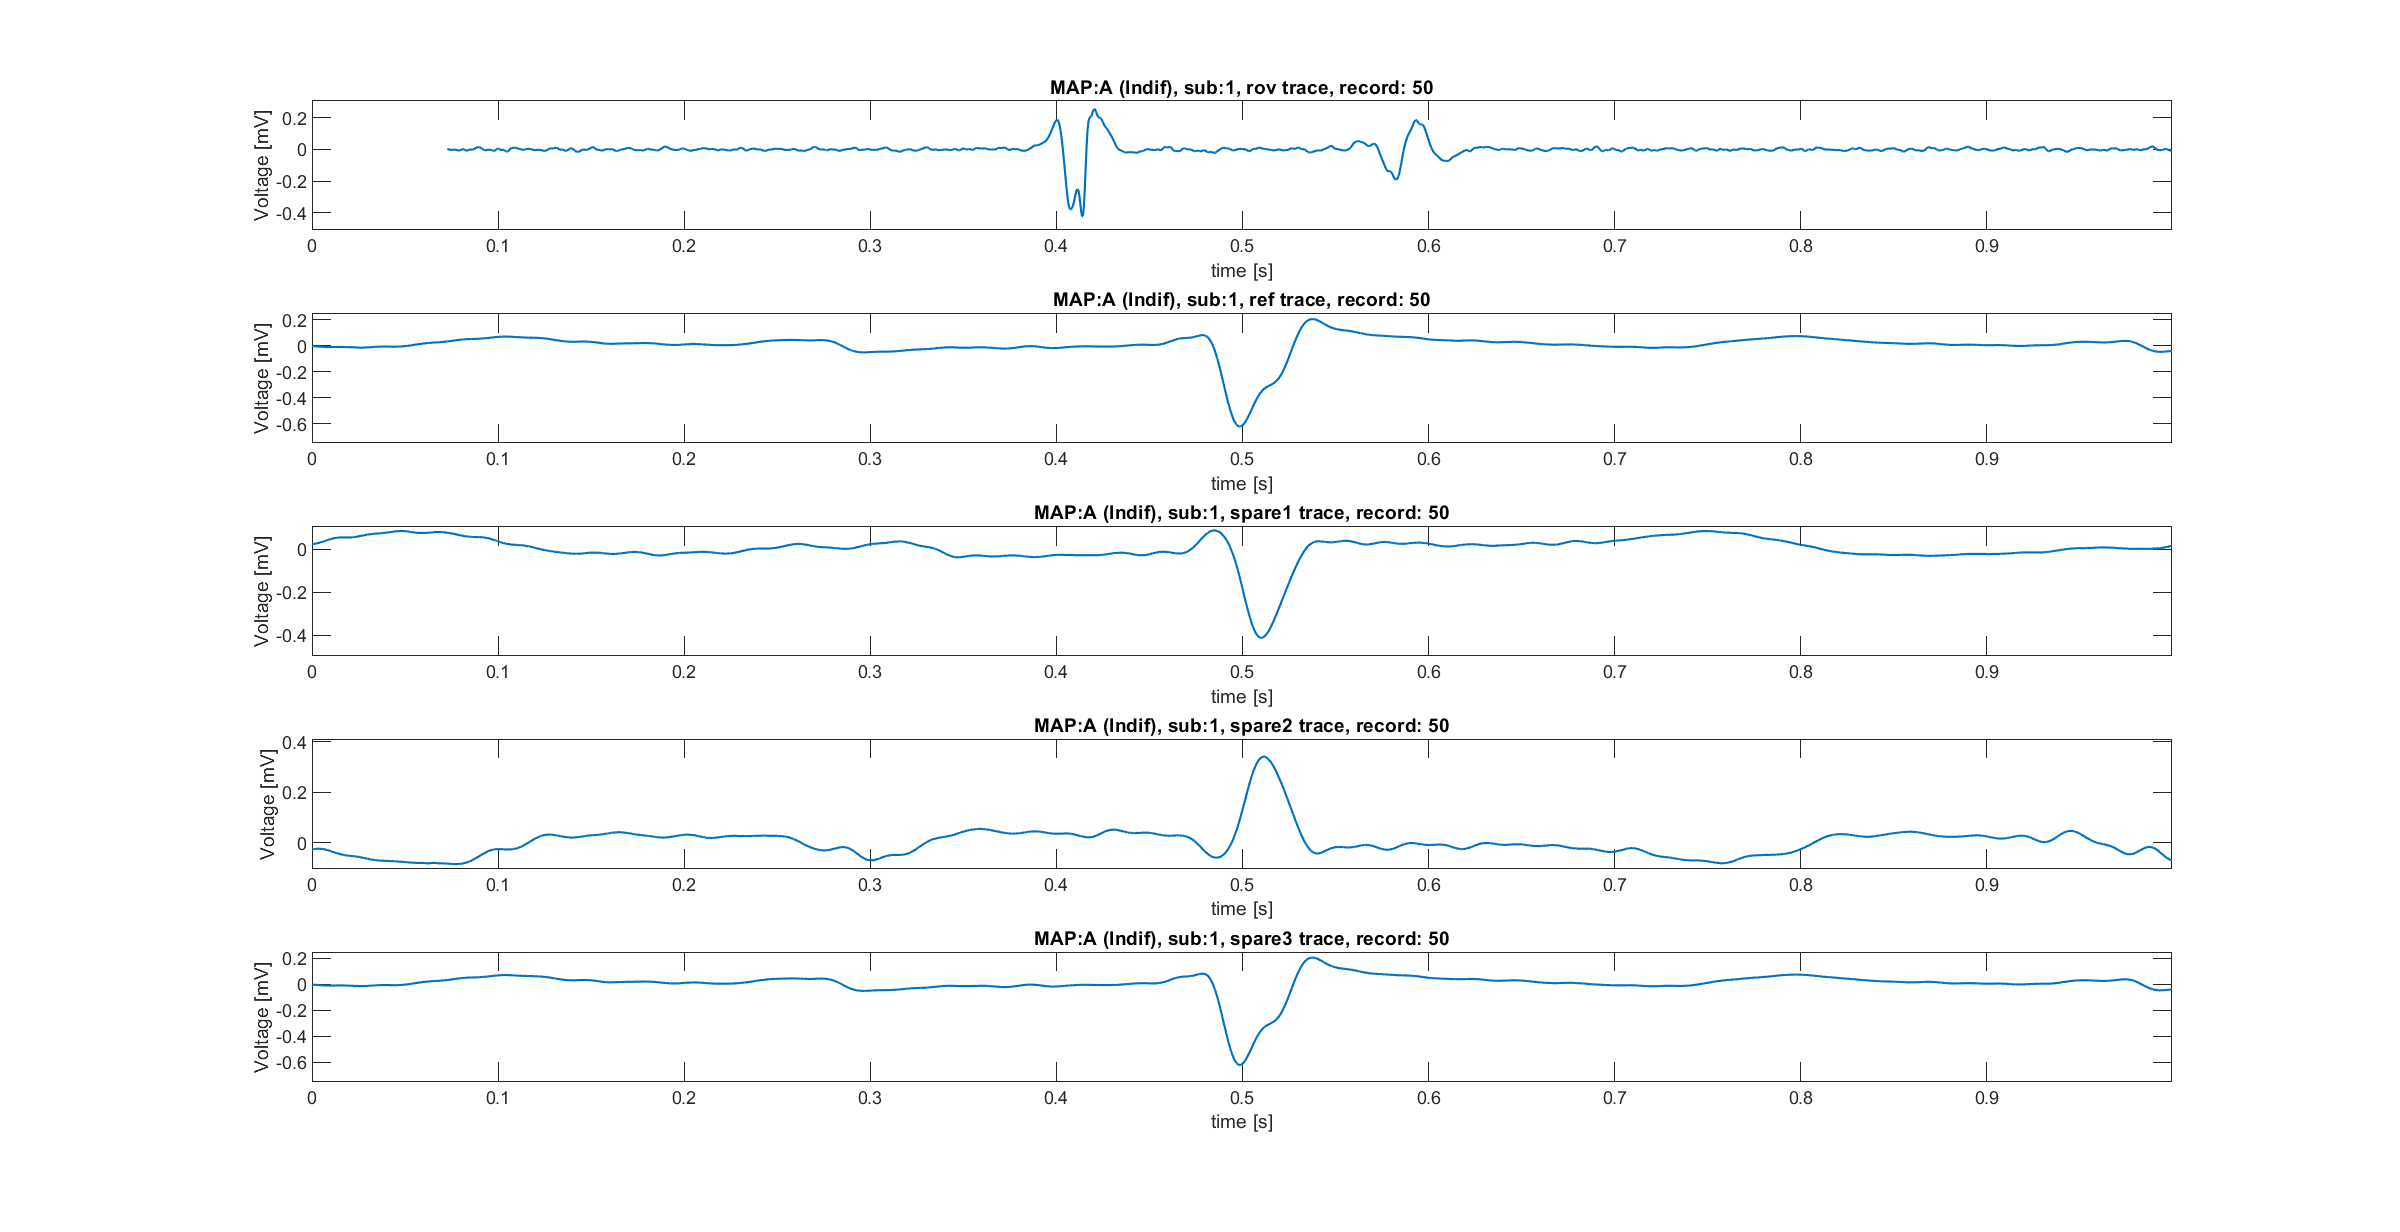 MAP:A (Indif), sub:1, rov trace, record: 50
Voltage [mV]
0.2
0
-0.2
-0.4
0 0.1 0.2 0.3 0.4 0.5 0.6 0.7 0.8 0.9
time [s]
MAP:A (Indif), sub:1, ref trace, record: 50
Voltage [mV]
0.2
0
-0.2
-0.4
-0.6
0 0.1 0.2 0.3 0.4 0.5 0.6 0.7 0.8 0.9
time [s]
MAP:A (Indif), sub:1, spare1 trace, record: 50
Voltage [mV]
0
-0.2
-0.4
0 0.1 0.2 0.3 0.4 0.5 0.6 0.7 0.8 0.9
time [s]
MAP:A (Indif), sub:1, spare2 trace, record: 50
Voltage [mV]
0.4
0.2
0
0 0.1 0.2 0.3 0.4 0.5 0.6 0.7 0.8 0.9
time [s]
MAP:A (Indif), sub:1, spare3 trace, record: 50
Voltage [mV]
0.2
0
-0.2
-0.4
-0.6
0 0.1 0.2 0.3 0.4 0.5 0.6 0.7 0.8 0.9
time [s]